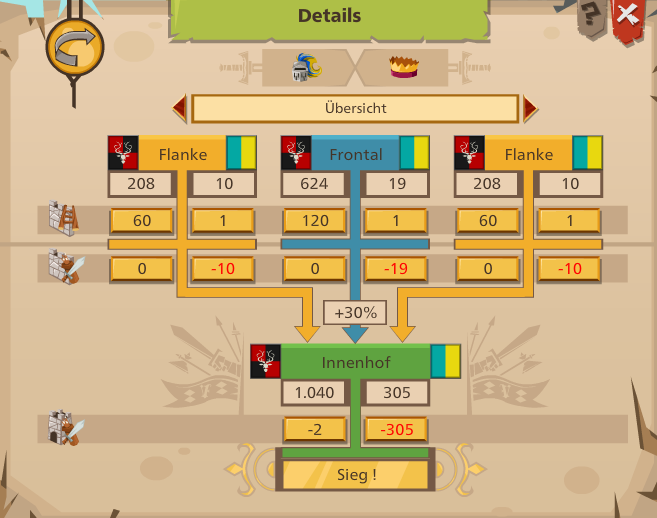 Details
?
Übersicht
Flanke Frontal Flanke
208 10 624 19 208 10
60 1 120 1 60 1
0 -10 0 -19 0 -10
+30%
Innenhof
1.040 305
-2 -305
Sieg !